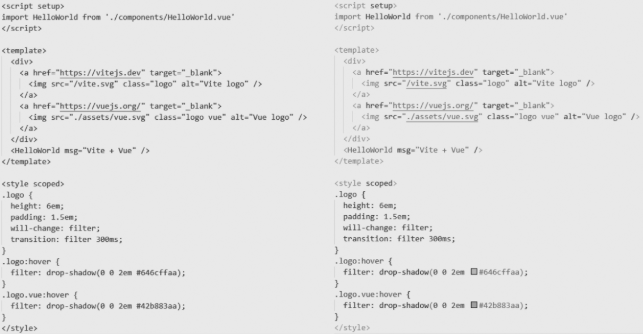 <script setup>
import HelloWorld from './components/HelloWorld.vue'
</script>
<template>
<div>
<a href="https://vitejs.dev" target="_blank">
<img src="/vite.svg" class="logo" alt="Vite logo" />
</a>
<a href="https://vuejs.org/" target="_blank">
<img src="./assets/vue.svg" class="logo vue" alt="Vue logo" />
</a>
</div>
<HelloWorld msg="Vite + Vue" />
</template>
<style scoped>
.logo {
height: 6em;
padding: 1.5em;
will-change: filter;
transition: filter 300ms;
}
.logo:hover {
filter: drop-shadow(0 0 2em #646cffaa);
}
.logo.vue:hover {
filter: drop-shadow(0 0 2em #42b883aa);
}
</style>
<script setup>
import HelloWorld from './components/HelloWorld.vue'
</script>
<template>
<div>
<a href="https://vitejs.dev" target="_blank">
<img src="/vite.svg" class="logo" alt="Vite logo" />
</a>
<a href="https://vuejs.org/" target="_blank">
<img src="./assets/vue.svg" class="logo vue" alt="Vue logo" />
</a>
</div>
<HelloWorld msg="Vite + Vue" />
</template>
<style scoped>
.logo {
height: 6em;
padding: 1.5em;
will-change: filter;
transition: filter 300ms;
}
.logo:hover {
filter: drop-shadow(0 0 2em #646cffaa);
}
.logo.vue:hover {
filter: drop-shadow(0 0 2em #42b883aa);
}
</style>